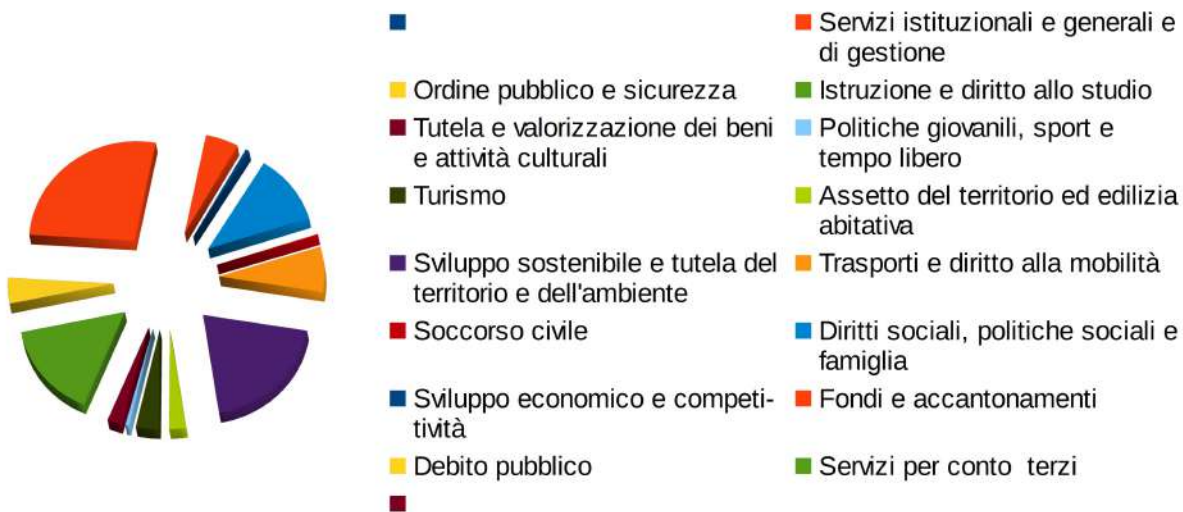 Servizi istituzionali e generali e
di gestione
Ordine pubblico e sicurezza
Istruzione e diritto allo studio
Tutela e valorizzazione dei beni
e attività culturali
Politiche giovanili, sport e
tempo libero
Turismo
Assetto del territorio ed edilizia
abitativa
Sviluppo sostenibile e tutela del
territorio e dell'ambiente
Trasporti e diritto alla mobilità
Soccorso civile
Diritti sociali, politiche sociali e
famiglia
Sviluppo economico e competi-
tività
Fondi e accantonamenti
Debito pubblico
Servizi per conto  terzi